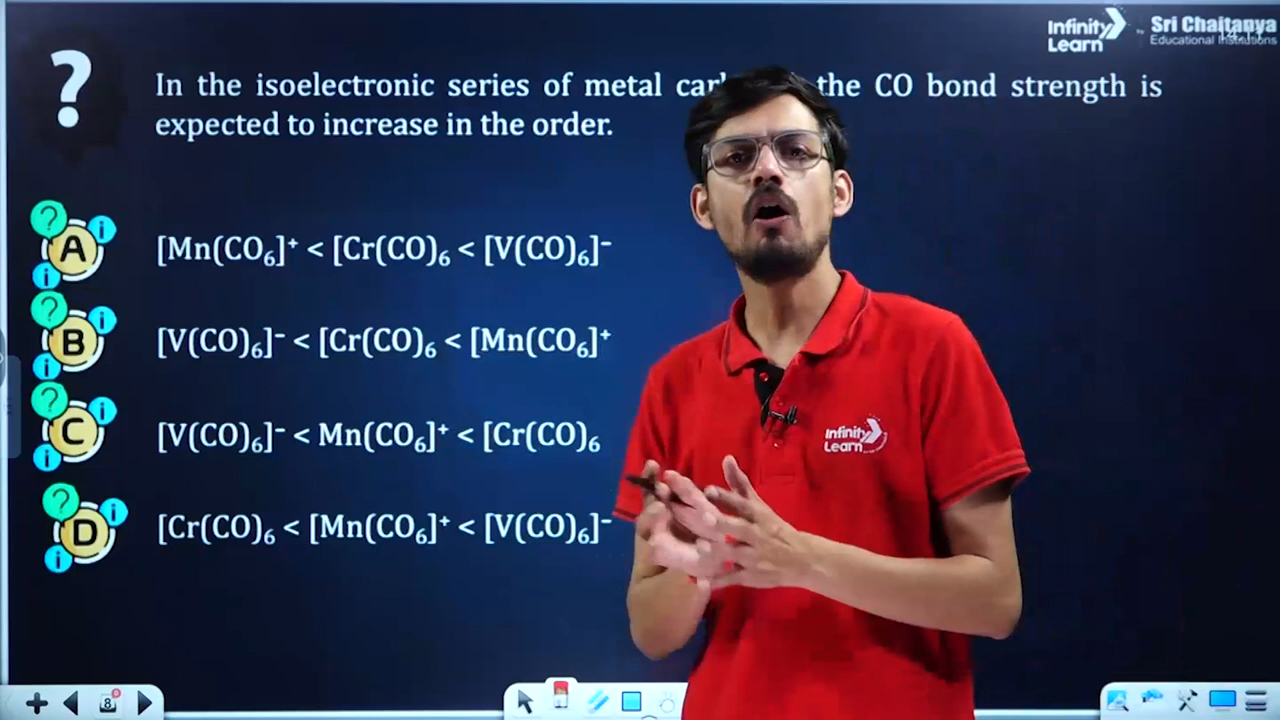 Infinity Learn by Sri Chaitanya
Educational Institutions
?
In the isoelectronic series of metal the CO bond strength is
expected to increase in the order.
A [Mn(CO₆]⁺ < [Cr(CO)₆ < [V(CO)₆]⁻
B [V(CO)₆]⁻ < [Cr(CO)₆ < [Mn(CO₆]⁺
C [V(CO)₆]⁻ < Mn(CO₆]⁺ < [Cr(CO)₆
D [Cr(CO)₆ < [Mn(CO₆]⁺ < [V(CO)₆]⁻
Infinity
Learn
8